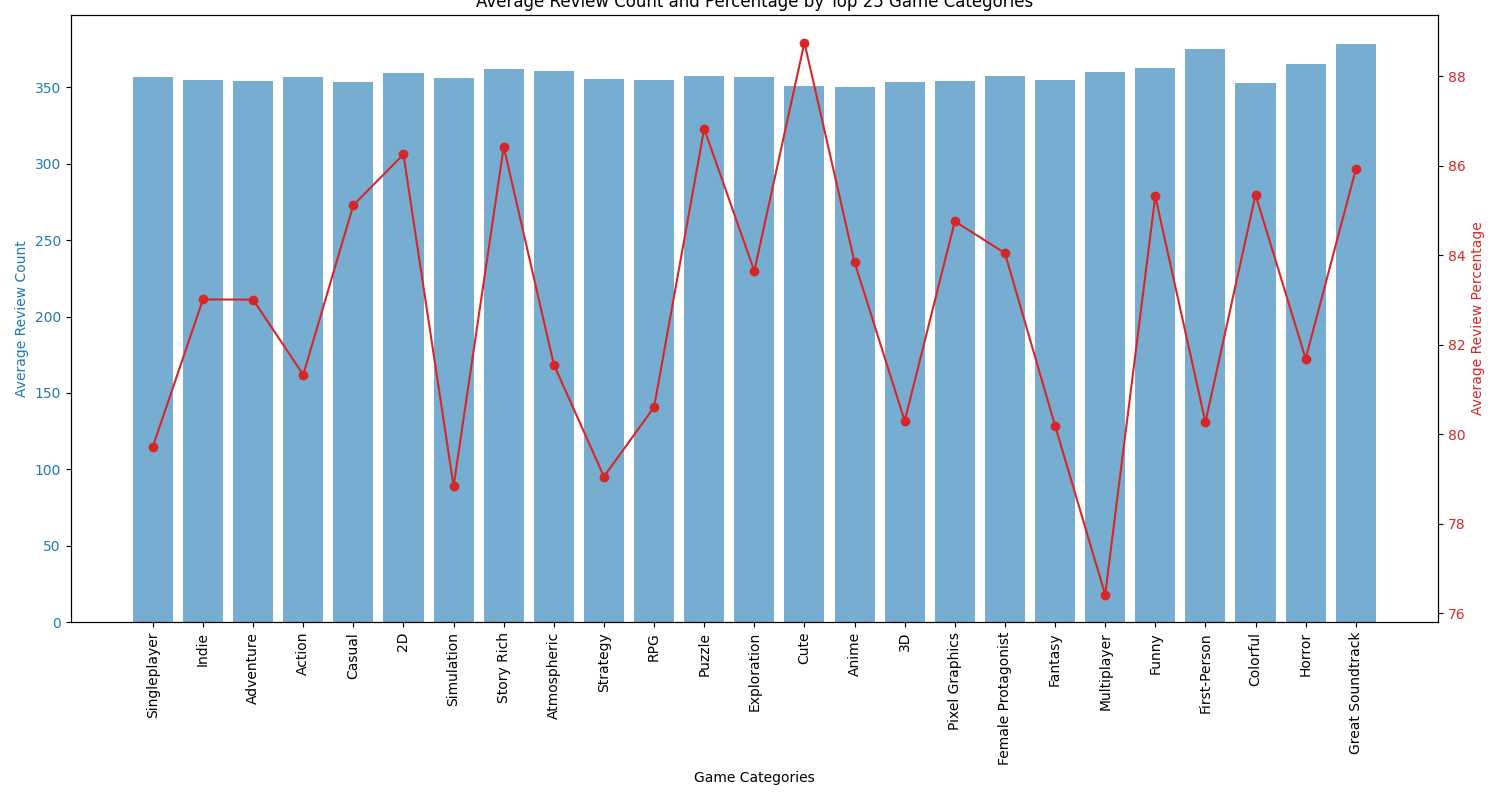 Average Review Count and Percentage by Top 25 Game Categories
350
300
250
200
150
100
50
0
Average Review Count
88
86
84
82
80
78
76
Average Review Percentage
Singleplayer
Indie
Adventure
Action
Casual
2D
Simulation
Story Rich
Atmospheric
Strategy
RPG
Puzzle
Exploration
Cute
Anime
3D
Pixel Graphics
Female Protagonist
Fantasy
Multiplayer
Funny
First-Person
Colorful
Horror
Great Soundtrack
Game Categories